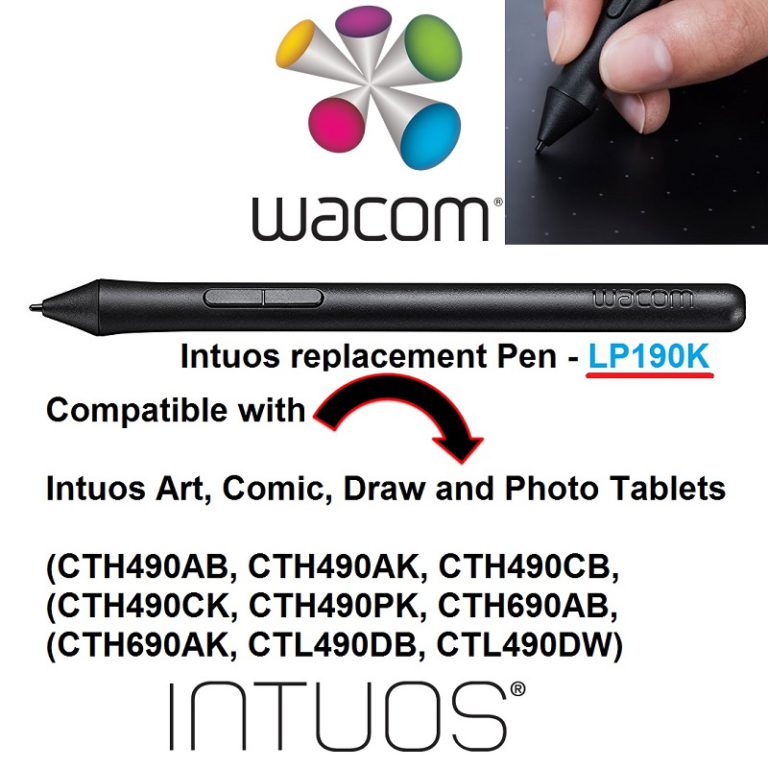 wacom®
wacom
Intuos replacement Pen - LP190K
Compatible with
Intuos Art, Comic, Draw and Photo Tablets
(CTH490AB, CTH490AK, CTH490CB,
(CTH490CK, CTH490PK, CTH690AB,
(CTH690AK, CTL490DB, CTL490DW)
INTUOS®